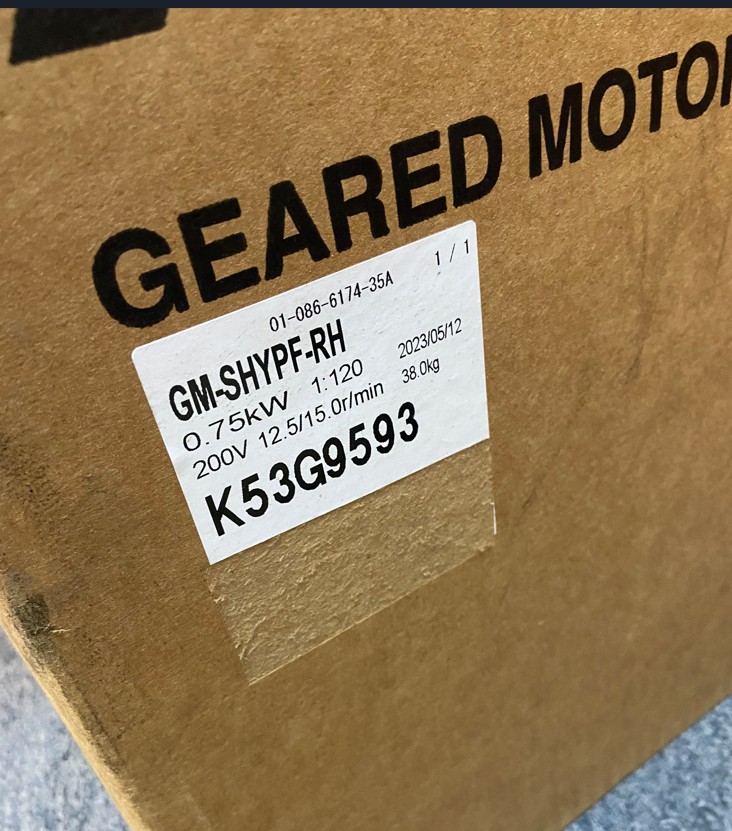 GEARED MOTOR
1 / 1
01-086-6174-35A
GM-SHYPF-RH
2023/05/12
0.75kW 1:120
38.0kg
200V 12.5/15.0r/min
K53G9593